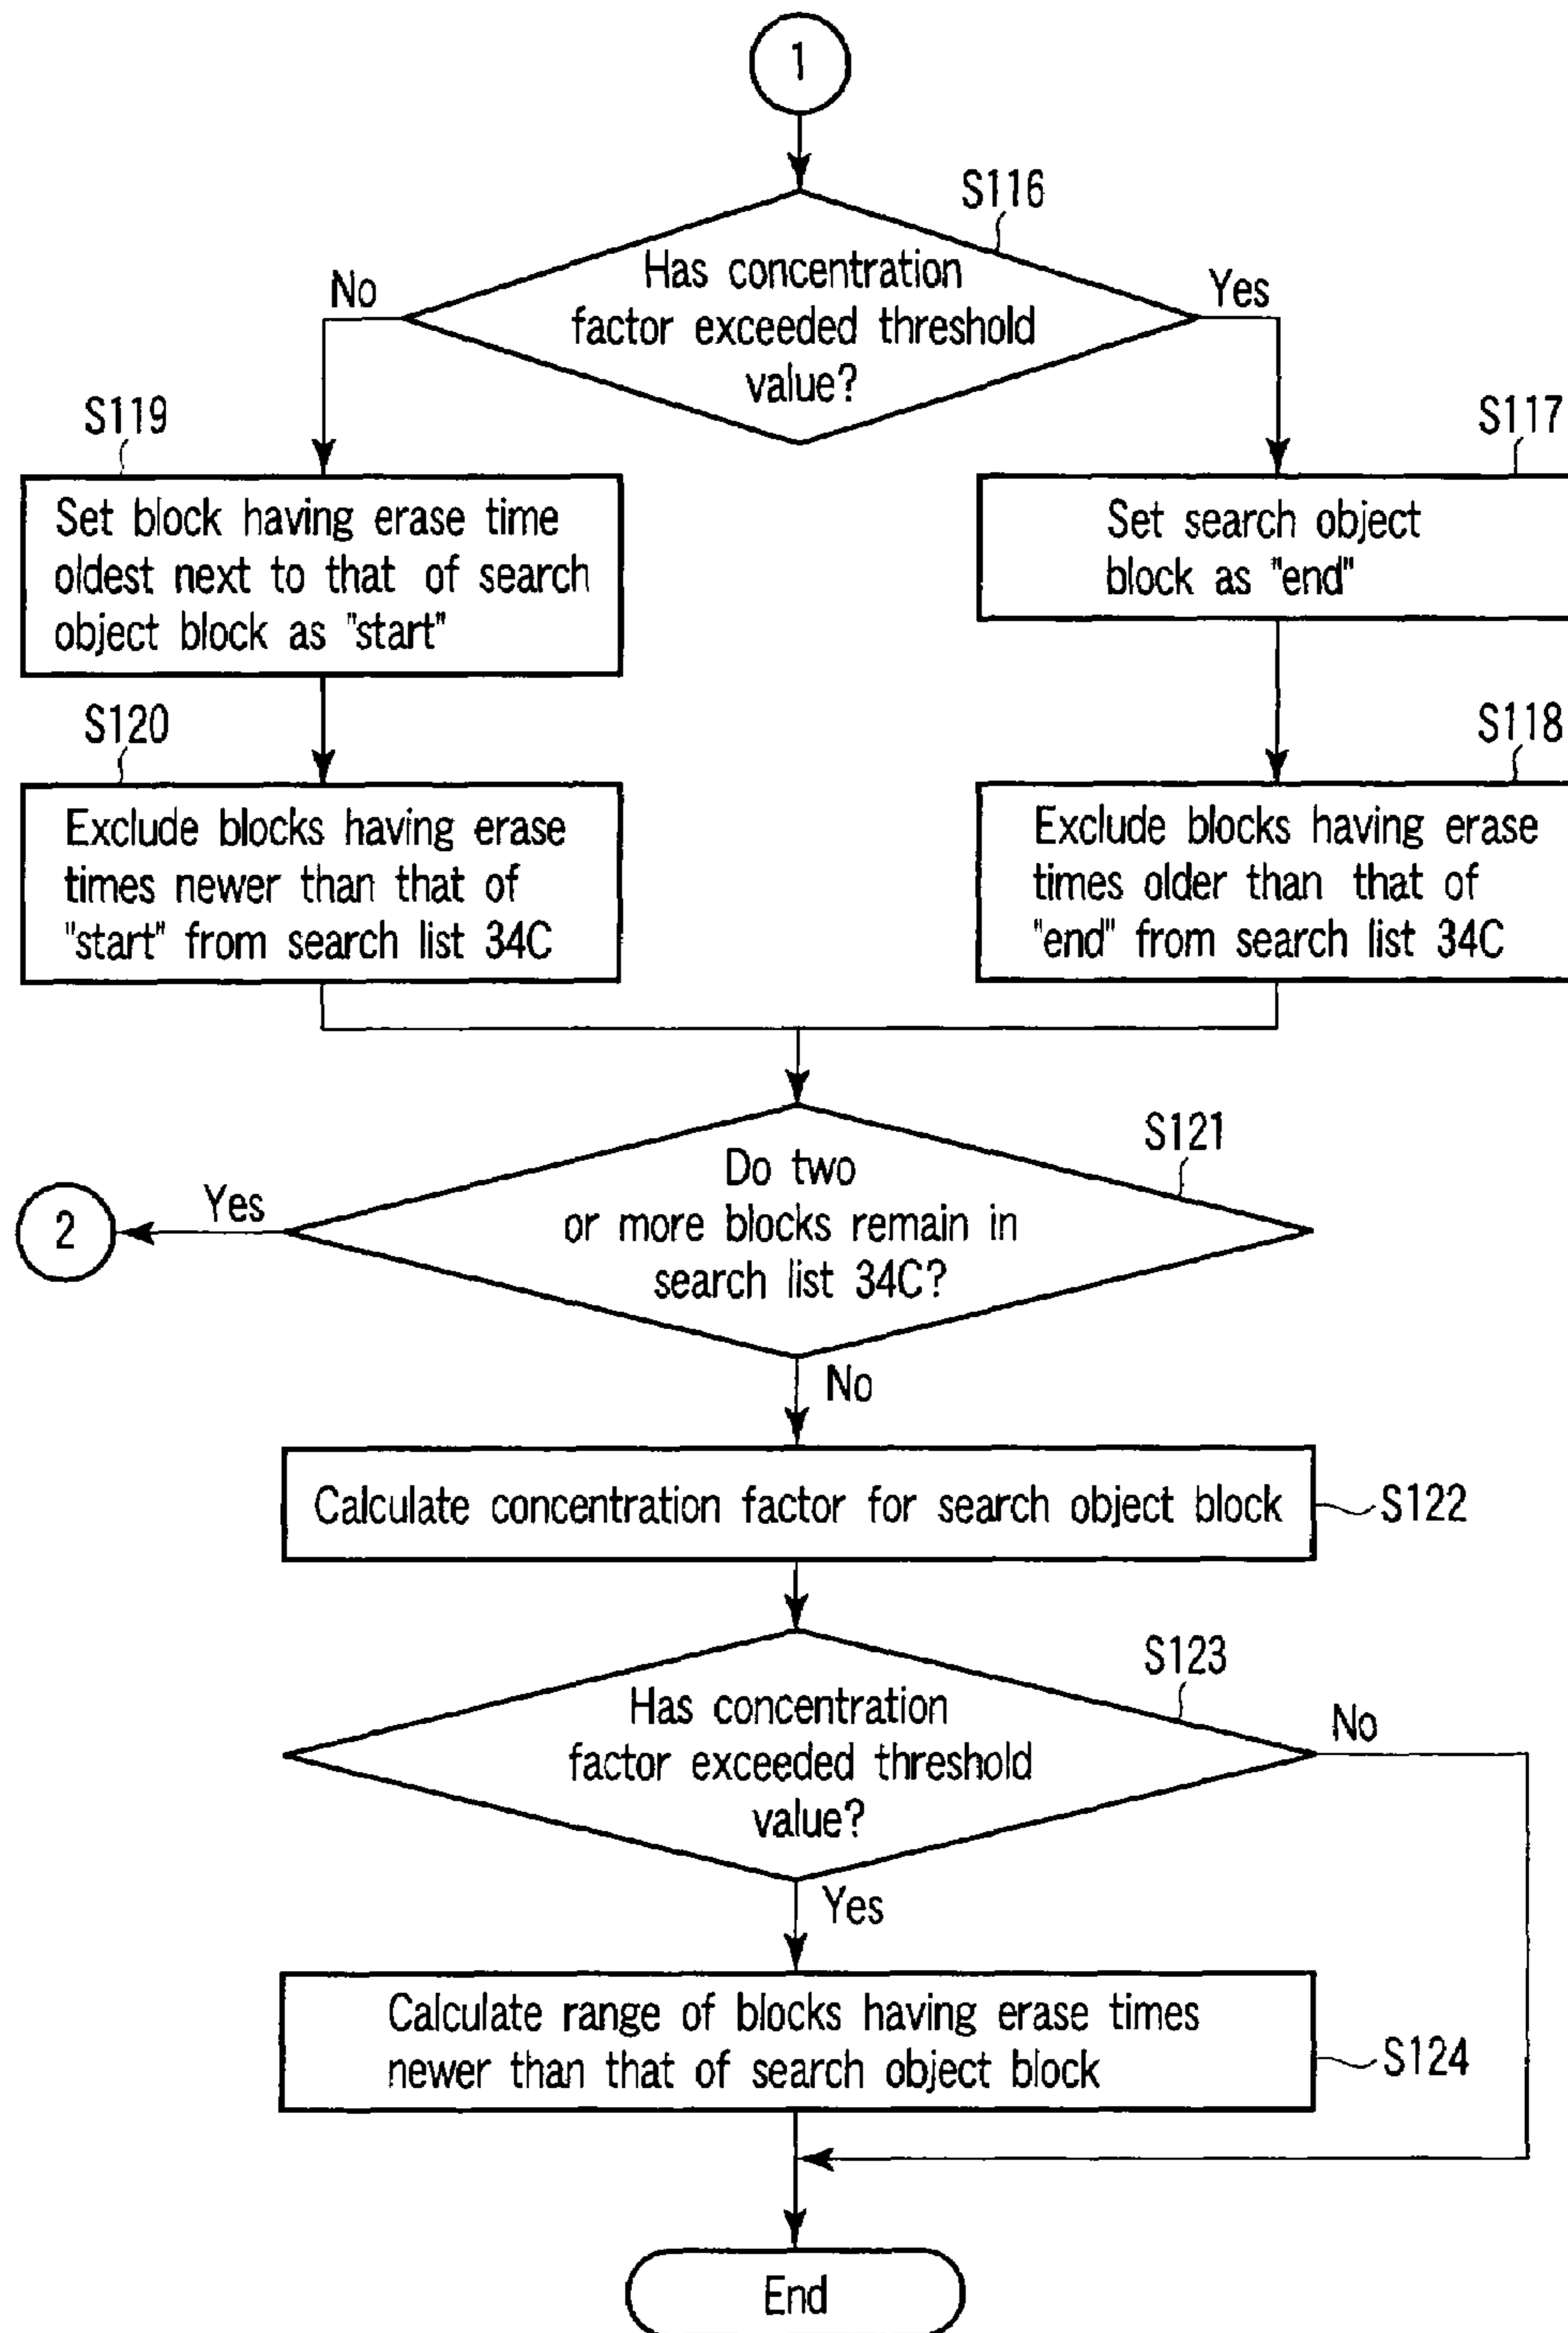 1
S116
Has concentration
factor exceeded threshold
value?
No
Yes
S119
Set block having erase time
oldest next to that of search
object block as "start"
S117
Set search object
block as "end"
S120
Exclude blocks having erase
times newer than that of
"start" from search list 34C
S118
Exclude blocks having erase
times older than that of
"end" from search list 34C
S121
Do two
or more blocks remain in
search list 34C?
Yes
2
No
Calculate concentration factor for search object block
S122
S123
Has concentration
factor exceeded threshold
value?
No
Yes
Calculate range of blocks having erase times
newer than that of search object block
S124
End